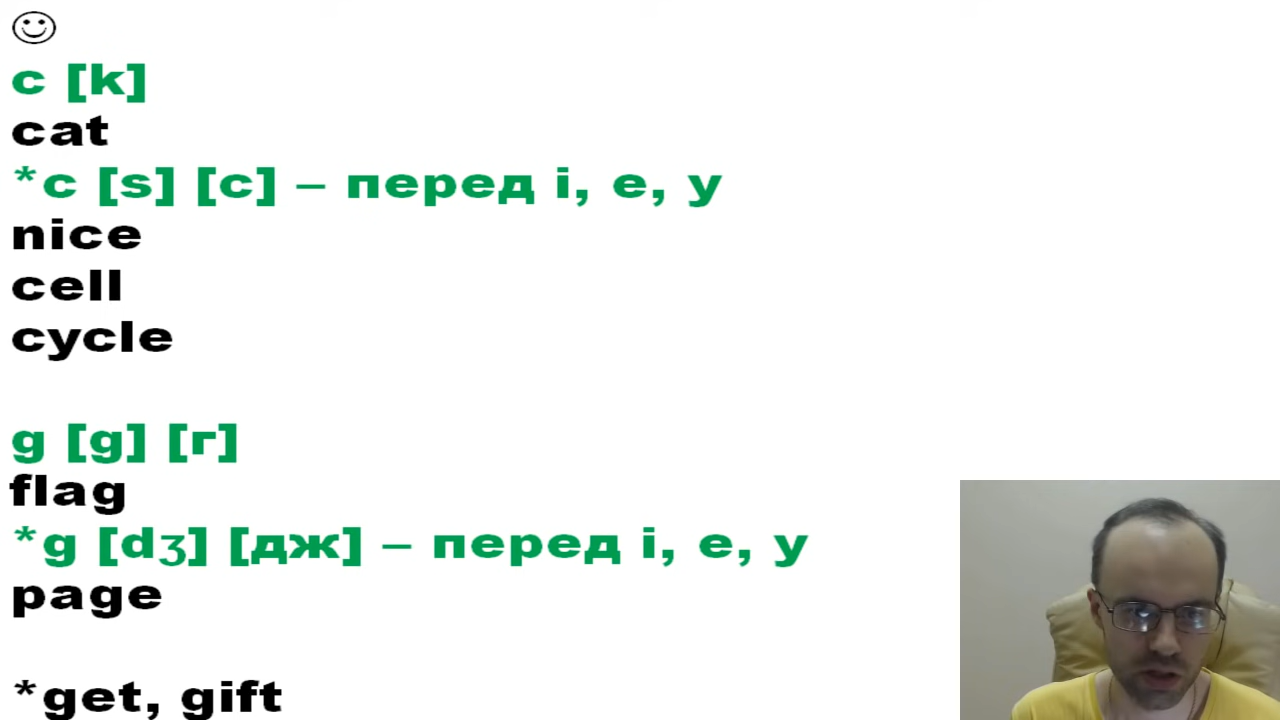 c [k]
cat
*c [s] [с] – перед i, e, y
nice
cell
cycle
g [g] [г]
flag
*g [dʒ] [дж] – перед i, e, y
page
*get, gift